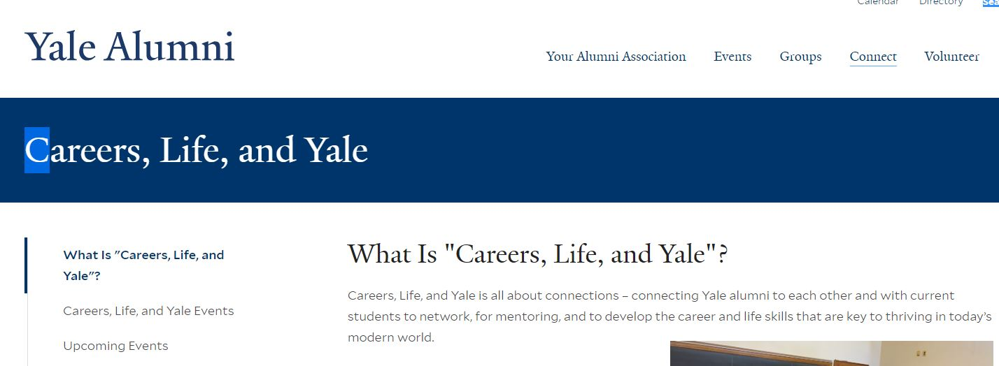 Calendar Directory
Yale Alumni
Your Alumni Association Events Groups Connect Volunteer
Careers, Life, and Yale
What Is "Careers, Life, and
Yale"?
Careers, Life, and Yale Events
Upcoming Events
What Is "Careers, Life, and Yale"?
Careers, Life, and Yale is all about connections – connecting Yale alumni to each other and with current
students to network, for mentoring, and to develop the career and life skills that are key to thriving in today's
modern world.